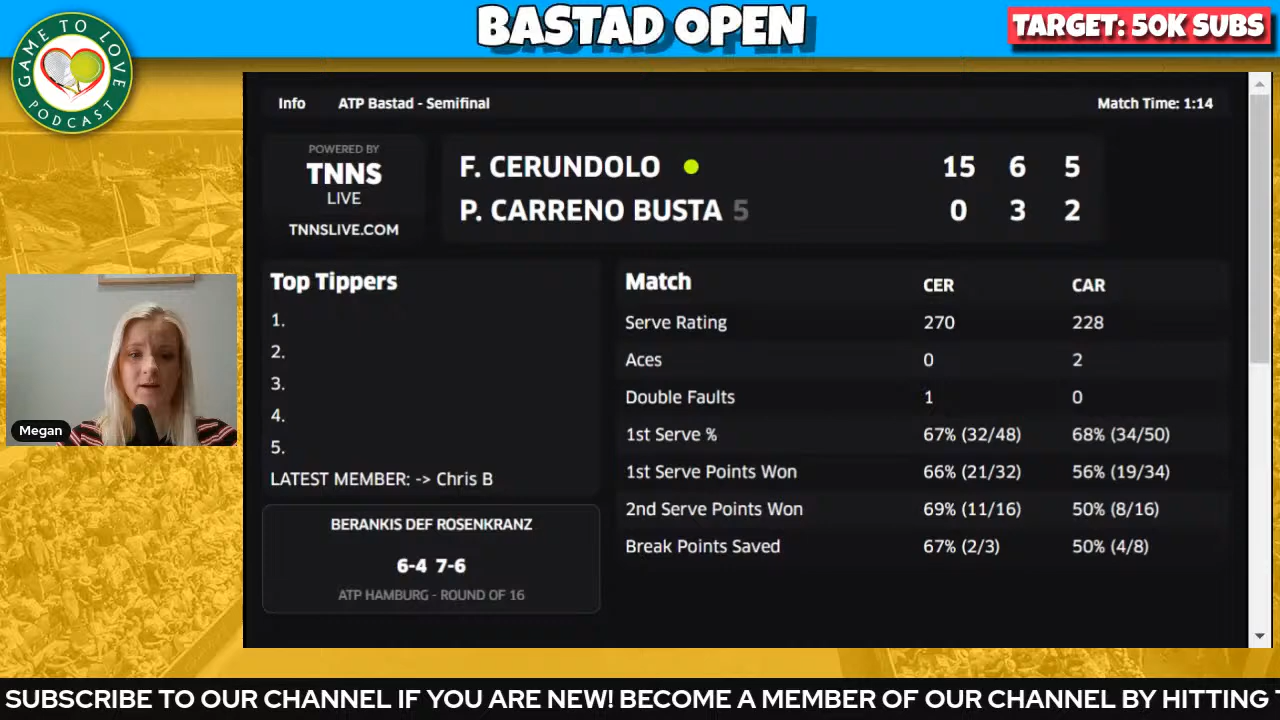 BASTAD OPEN
TARGET: 50K SUBS
GAME TO LOVE
PODCAST
Info
ATP Bastad - Semifinal
Match Time: 1:14
POWERED BY
TNNS
LIVE
TNNSLIVE.COM
F. CERUNDOLO 15 6 5
P. CARRENO BUSTA 5 0 3 2
Top Tippers
1.
2.
3.
4.
5.
LATEST MEMBER: -> Chris B
BERANKIS DEF ROSENKRANZ
6-4 7-6
ATP HAMBURG - ROUND OF 16
Match CER CAR
Serve Rating 270 228
Aces 0 2
Double Faults 1 0
1st Serve % 67% (32/48) 68% (34/50)
1st Serve Points Won 66% (21/32) 56% (19/34)
2nd Serve Points Won 69% (11/16) 50% (8/16)
Break Points Saved 67% (2/3) 50% (4/8)
Megan
SUBSCRIBE TO OUR CHANNEL IF YOU ARE NEW! BECOME A MEMBER OF OUR CHANNEL BY HITTING